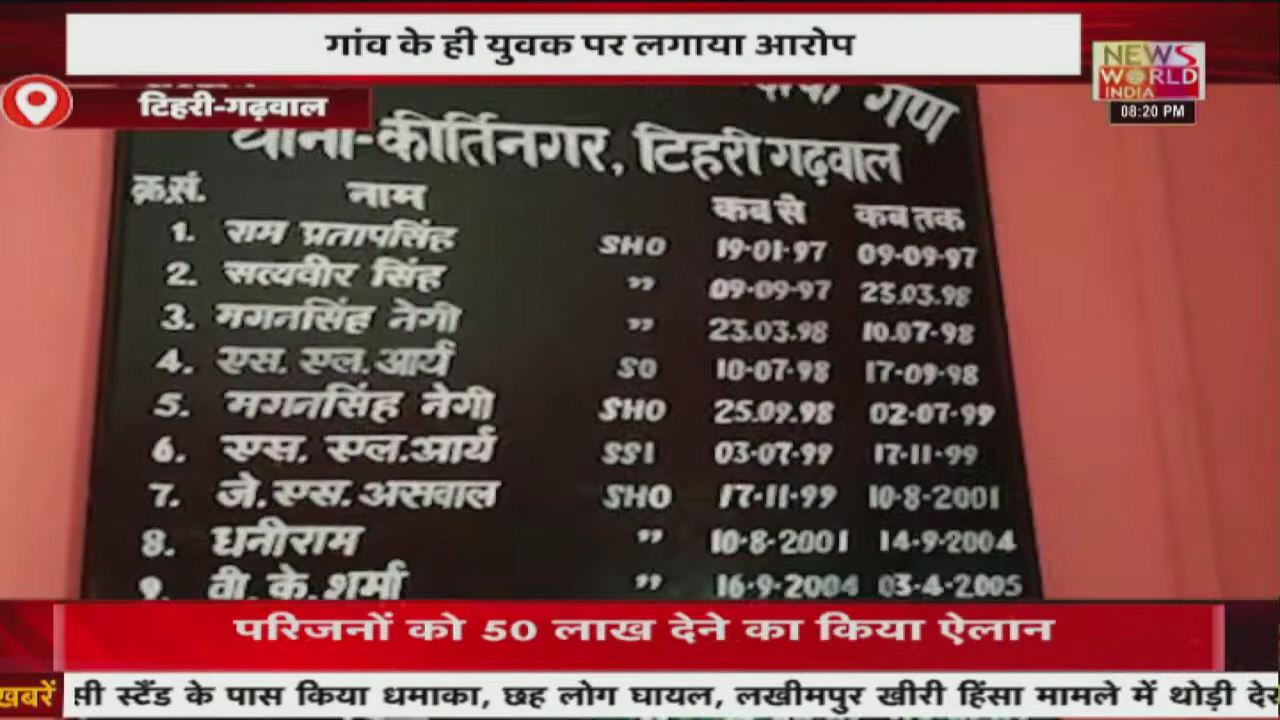 गांव के ही युवक पर लगाया आरोप
NEWS
WORLD
INDIA
08:20 PM
टिहरी-गढ़वाल
गण
थाना-कीर्तिनगर, टिहरी गढ़वाल
क्र.सं. नाम कब से कब तक
1. राम प्रतापसिंह SHO 19·01·97 09·09·97
2. सत्यवीर सिंह " 09·09·97 23.03.98
3. मगनसिंह नेगी " 23.03.98 10.07·98
4. एस. एल. आर्य SO 10·07·98 17·09·98
5. मगनसिंह नेगी SHO 25.09.98 02·07·99
6. एस. एल. आर्य SSI 03·07·99 17·11·99
7. जे. एस. असवाल SHO 17·11·99 10·8·2001
8. धनीराम " 10·8·2001 14·9·2004
9. वी. के. शर्मा " 16·9·2004 03·4·2005
परिजनों को 50 लाख देने का किया ऐलान
खबरें सी स्टैंड के पास किया धमाका, छह लोग घायल, लखीमपुर खीरी हिंसा मामले में थोड़ी